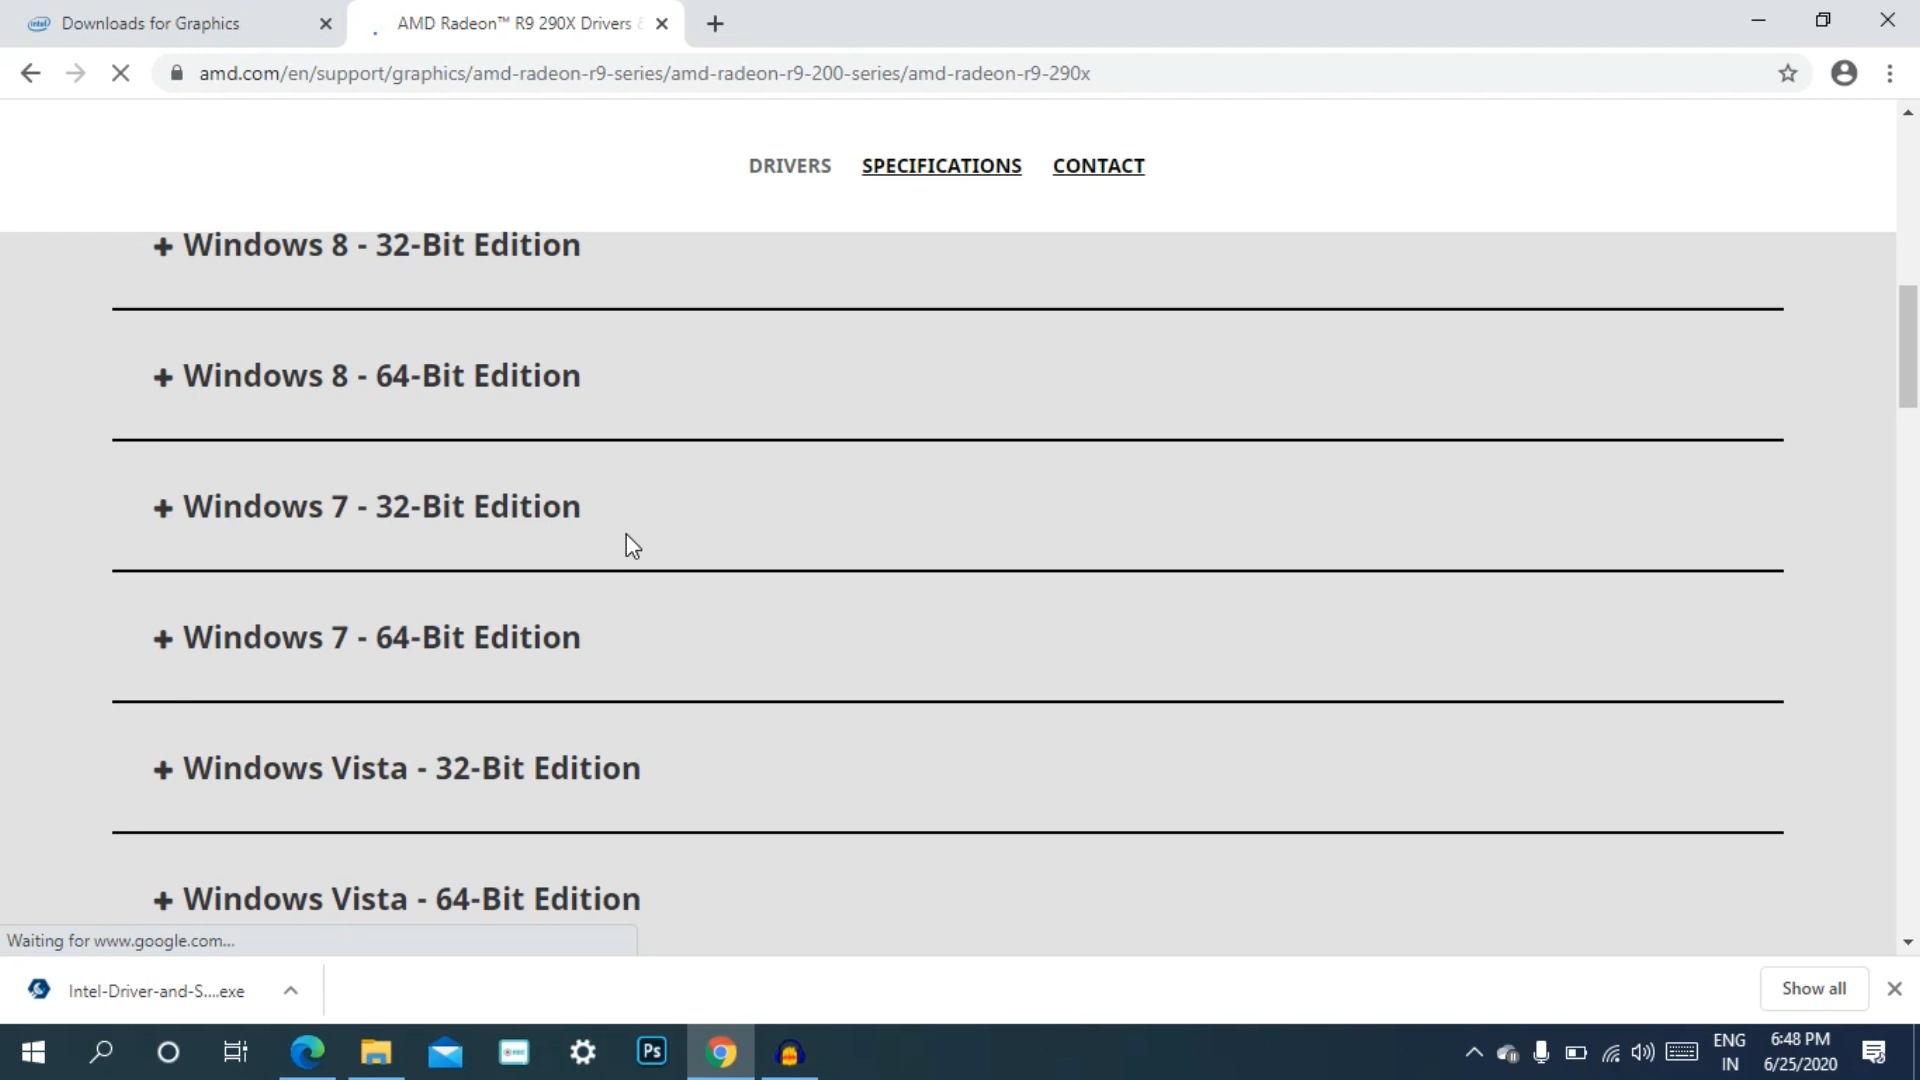 intel Downloads for Graphics
AMD Radeon™ R9 290X Drivers &
amd.com/en/support/graphics/amd-radeon-r9-series/amd-radeon-r9-200-series/amd-radeon-r9-290x
DRIVERS SPECIFICATIONS CONTACT
+ Windows 8 - 32-Bit Edition
+ Windows 8 - 64-Bit Edition
+ Windows 7 - 32-Bit Edition
+ Windows 7 - 64-Bit Edition
+ Windows Vista - 32-Bit Edition
+ Windows Vista - 64-Bit Edition
Waiting for www.google.com...
Intel-Driver-and-S....exe
Show all
Ps
ENG
IN
6:48 PM
6/25/2020